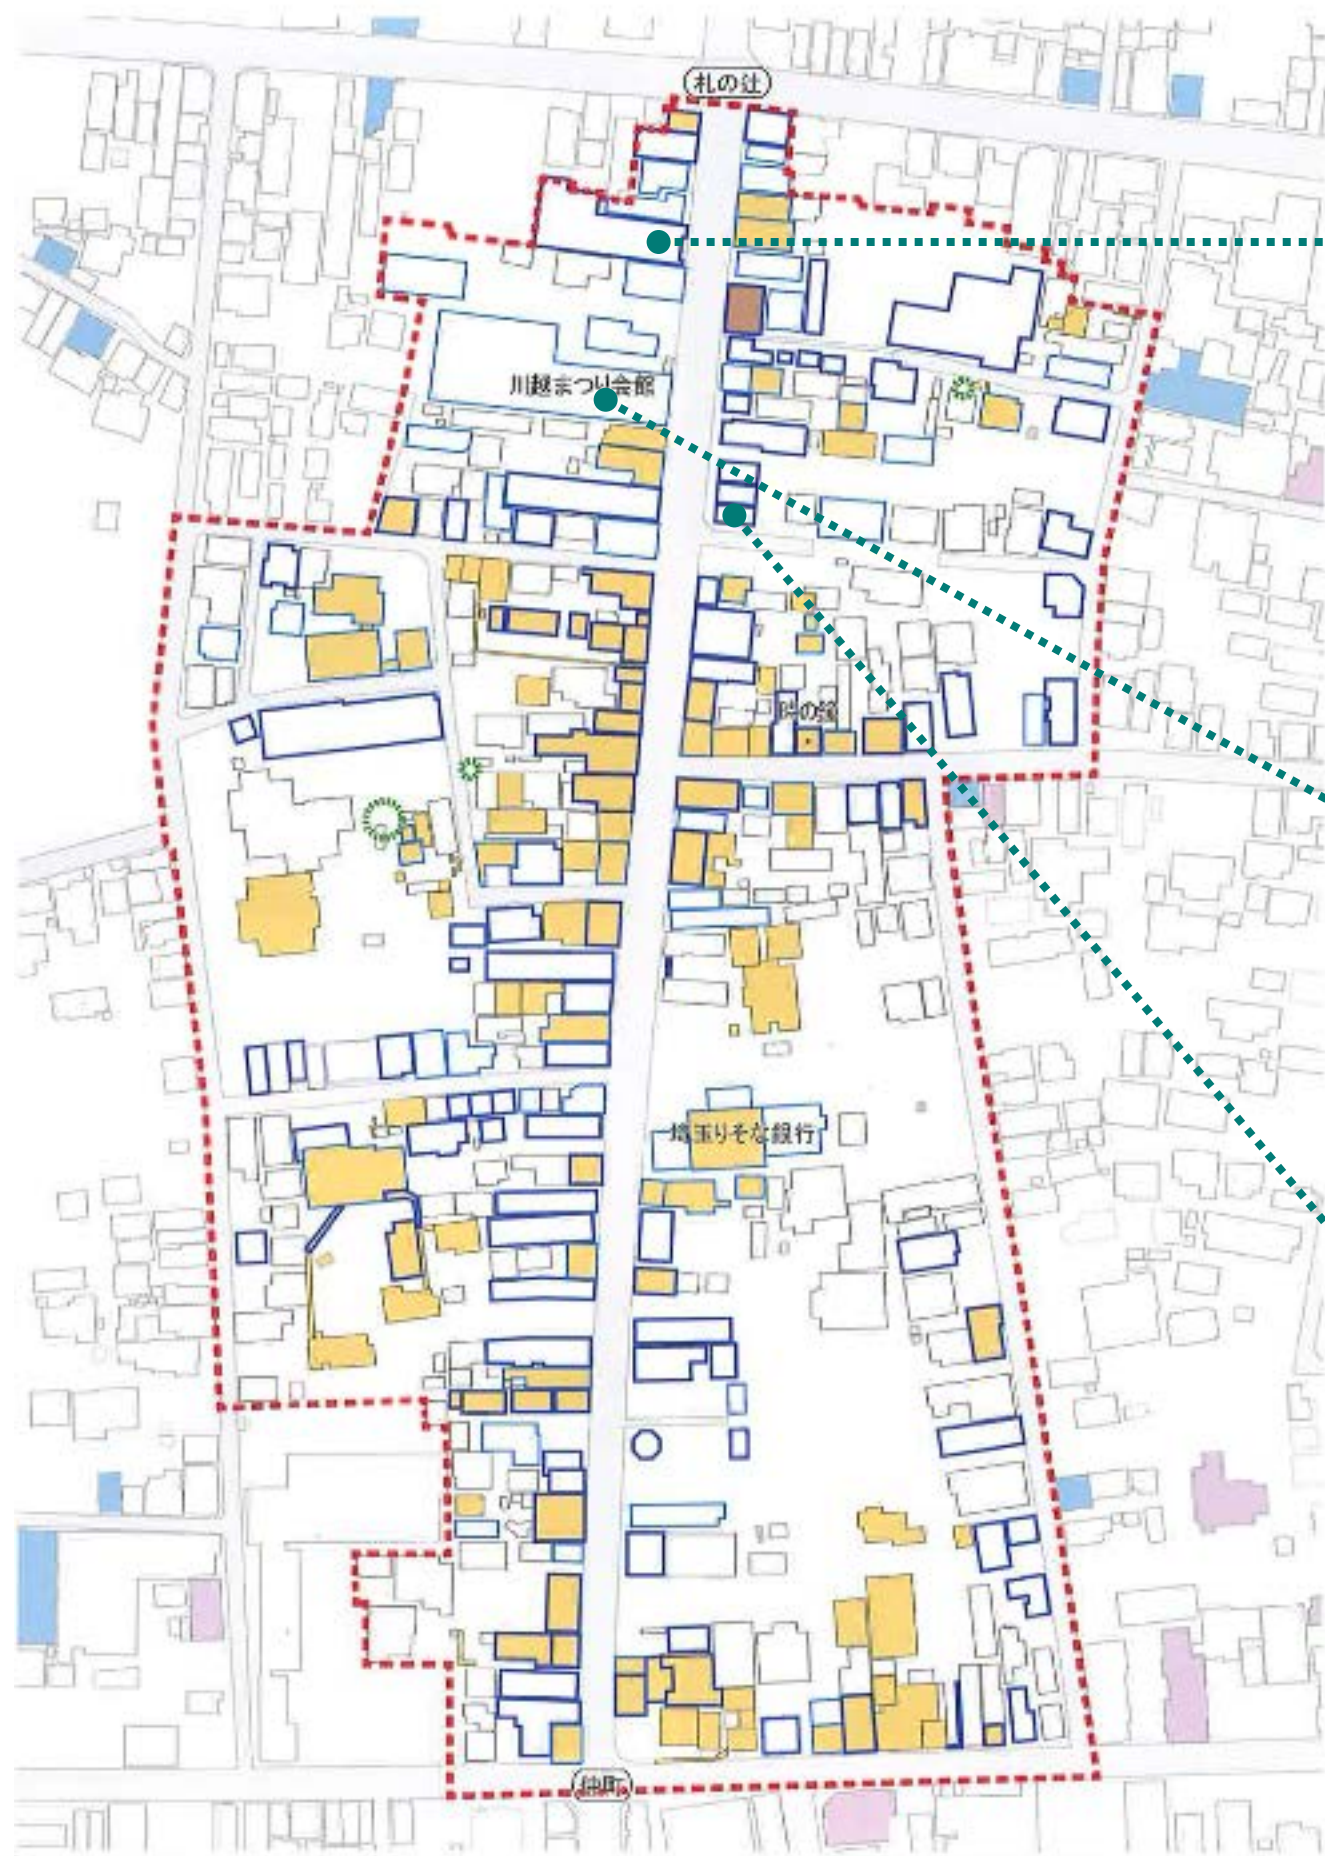 札の辻
川越まつり会館
時の鐘
埼玉りそな銀行
仲町